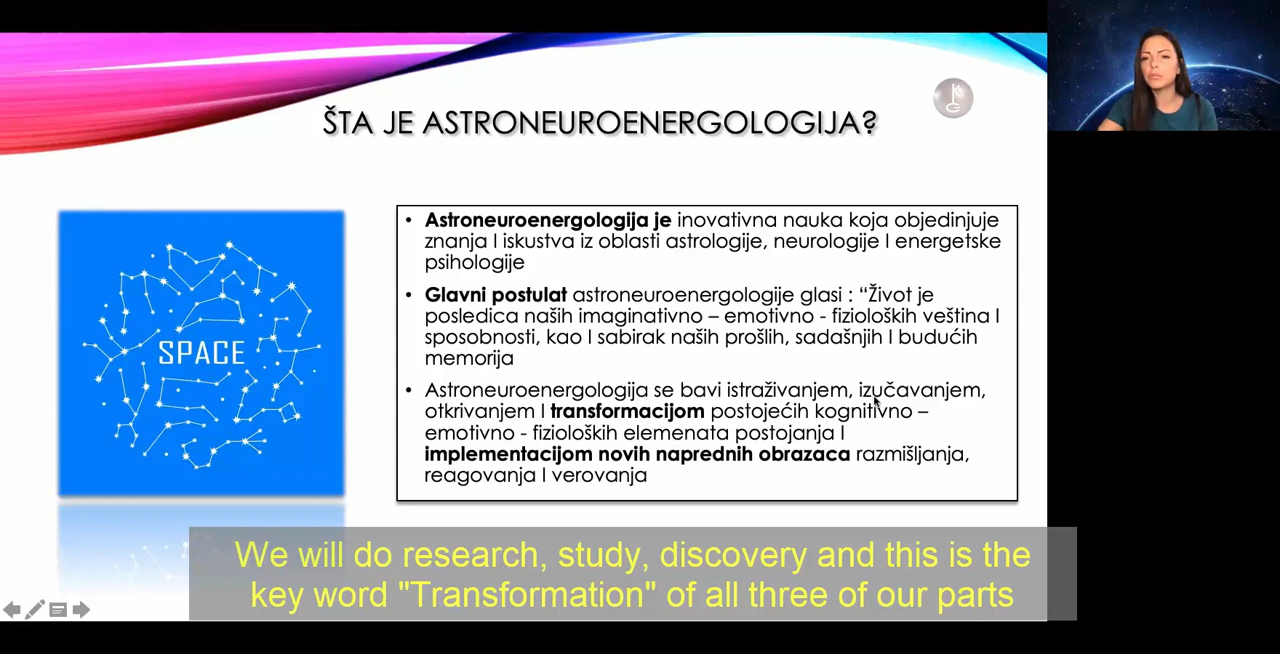 ŠTA JE ASTRONEUROENERGOLOGIJA?
SPACE
• Astroneuroenergologija je inovativna nauka koja objedinjuje
znanja I iskustva iz oblasti astrologije, neurologije I energetske
psihologije
• Glavni postulat astroneuroenergologije glasi : “Život je
posledica naših imaginativno – emotivno - fizioloških veština I
sposobnosti, kao I sabirak naših prošlih, sadašnjih I budućih
memorija
• Astroneuroenergologija se bavi istraživanjem, izučavanjem,
otkrivanjem I transformacijom postojećih kognitivno –
emotivno - fizioloških elemenata postojanja I
implementacijom novih naprednih obrazaca razmišljanja,
reagovanja I verovanja
We will do research, study, discovery and this is the
key word "Transformation" of all three of our parts